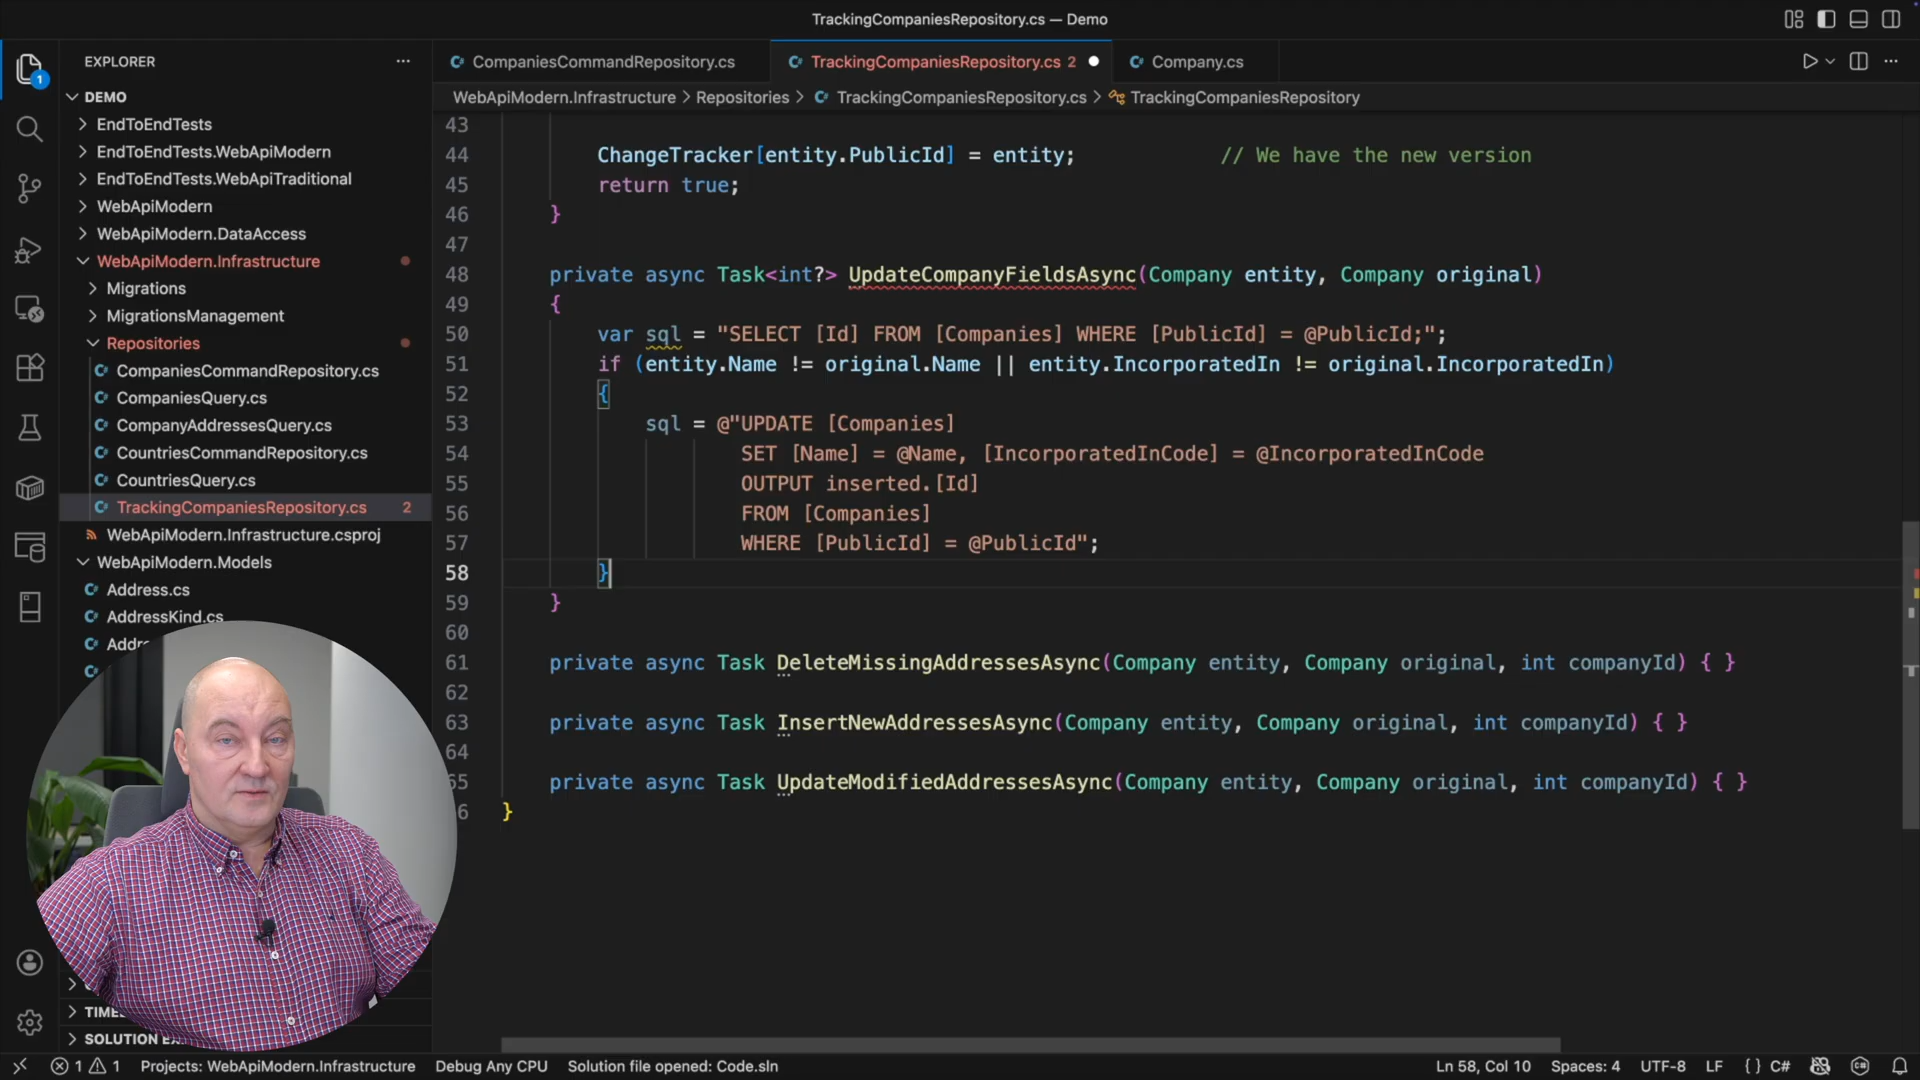 TrackingCompaniesRepository.cs — Demo
EXPLORER
CompaniesCommandRepository.cs
TrackingCompaniesRepository.cs 2
Company.cs
1
DEMO
WebApiModern.Infrastructure > Repositories > TrackingCompaniesRepository.cs > TrackingCompaniesRepository
EndToEndTests
EndToEndTests.WebApiModern
EndToEndTests.WebApiTraditional
WebApiModern
WebApiModern.DataAccess
WebApiModern.Infrastructure
Migrations
MigrationsManagement
Repositories
CompaniesCommandRepository.cs
CompaniesQuery.cs
CompanyAddressesQuery.cs
CountriesCommandRepository.cs
CountriesQuery.cs
TrackingCompaniesRepository.cs 2
WebApiModern.Infrastructure.csproj
WebApiModern.Models
Address.cs
AddressKind.cs
Addre
TIME
SOLUTION EX
43
44 ChangeTracker[entity.PublicId] = entity; // We have the new version
45 return true;
46 }
47
48 private async Task<int?> UpdateCompanyFieldsAsync(Company entity, Company original)
49 {
50 var sql = "SELECT [Id] FROM [Companies] WHERE [PublicId] = @PublicId;";
51 if (entity.Name != original.Name || entity.IncorporatedIn != original.IncorporatedIn)
52 {
53 sql = @"UPDATE [Companies]
54 SET [Name] = @Name, [IncorporatedInCode] = @IncorporatedInCode
55 OUTPUT inserted.[Id]
56 FROM [Companies]
57 WHERE [PublicId] = @PublicId";
58 }
59 }
60
61 private async Task DeleteMissingAddressesAsync(Company entity, Company original, int companyId) { }
62
63 private async Task InsertNewAddressesAsync(Company entity, Company original, int companyId) { }
64
65 private async Task UpdateModifiedAddressesAsync(Company entity, Company original, int companyId) { }
6 }
1 1 Projects: WebApiModern.Infrastructure Debug Any CPU Solution file opened: Code.sln Ln 58, Col 10 Spaces: 4 UTF-8 LF { } C#